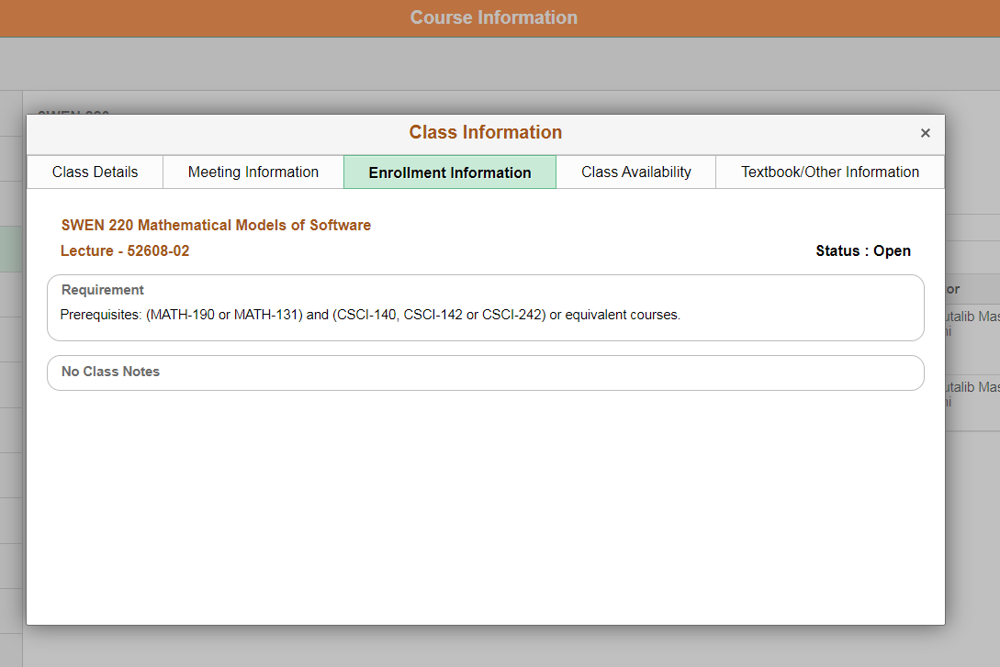 Course Information
Class Information
×
Class Details
Meeting Information
Enrollment Information
Class Availability
Textbook/Other Information
SWEN 220 Mathematical Models of Software
Lecture - 52608-02
Status : Open
Requirement
Prerequisites: (MATH-190 or MATH-131) and (CSCI-140, CSCI-142 or CSCI-242) or equivalent courses.
No Class Notes